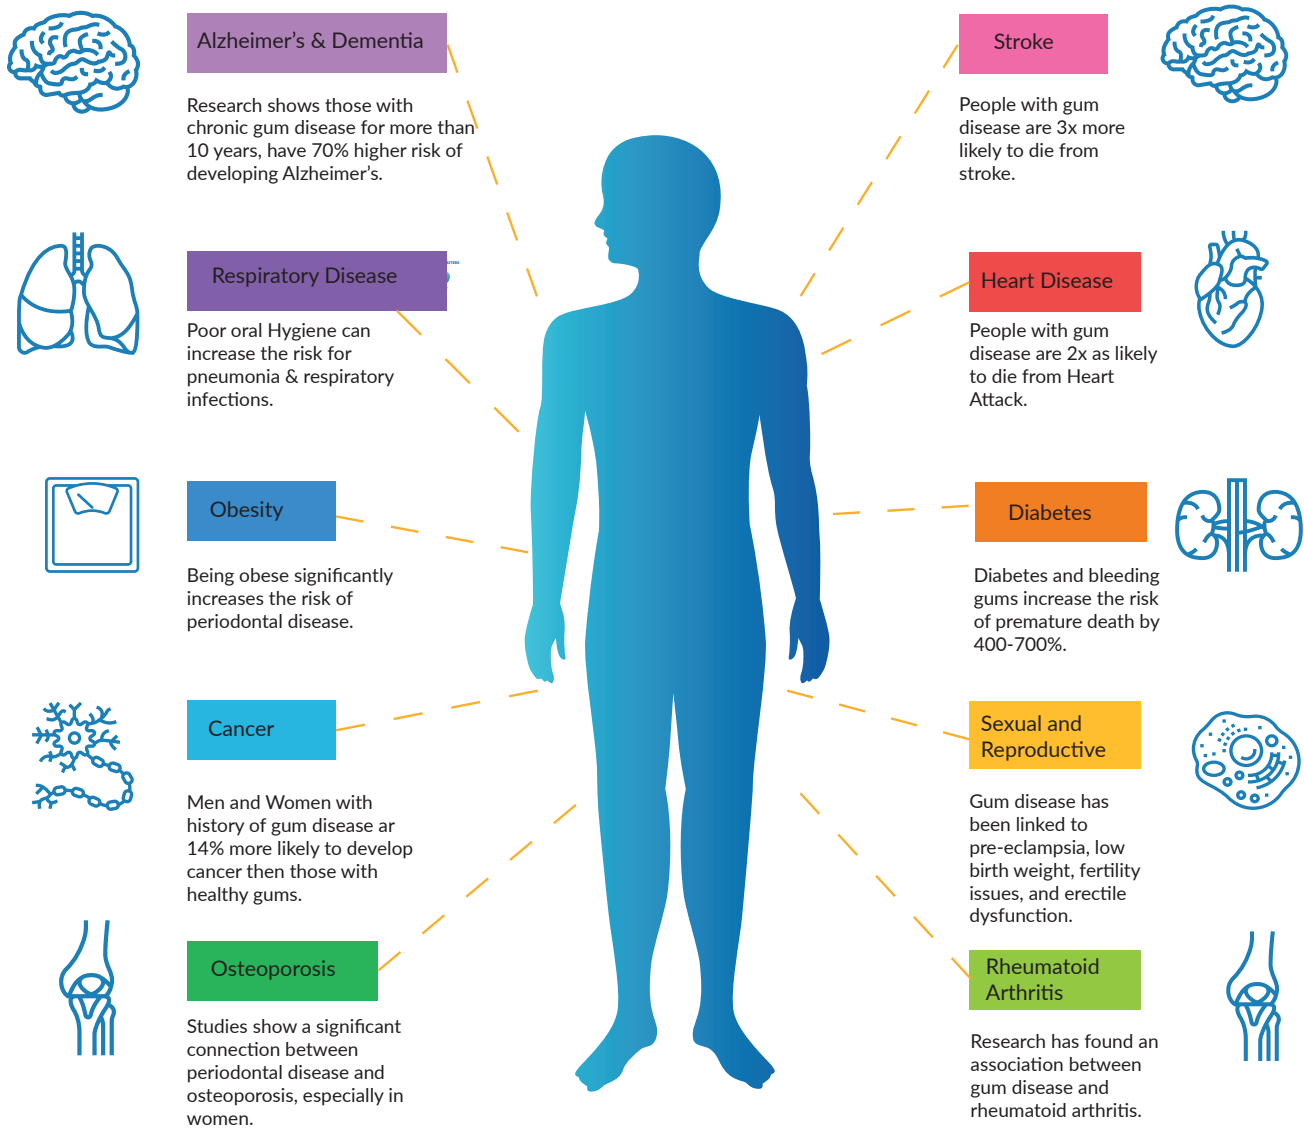 Alzheimer's & Dementia
Research shows those with
chronic gum disease for more than
10 years, have 70% higher risk of
developing Alzheimer's.
Respiratory Disease
Poor oral Hygiene can
increase the risk for
pneumonia & respiratory
infections.
Obesity
Being obese significantly
increases the risk of
periodontal disease.
Cancer
Men and Women with
history of gum disease ar
14% more likely to develop
cancer then those with
healthy gums.
Osteoporosis
Studies show a significant
connection between
periodontal disease and
osteoporosis, especially in
women.
Stroke
People with gum
disease are 3x more
likely to die from
stroke.
Heart Disease
People with gum
disease are 2x as likely
to die from Heart
Attack.
Diabetes
Diabetes and bleeding
gums increase the risk
of premature death by
400-700%.
Sexual and
Reproductive
Gum disease has
been linked to
pre-eclampsia, low
birth weight, fertility
issues, and erectile
dysfunction.
Rheumatoid
Arthritis
Research has found an
association between
gum disease and
rheumatoid arthritis.